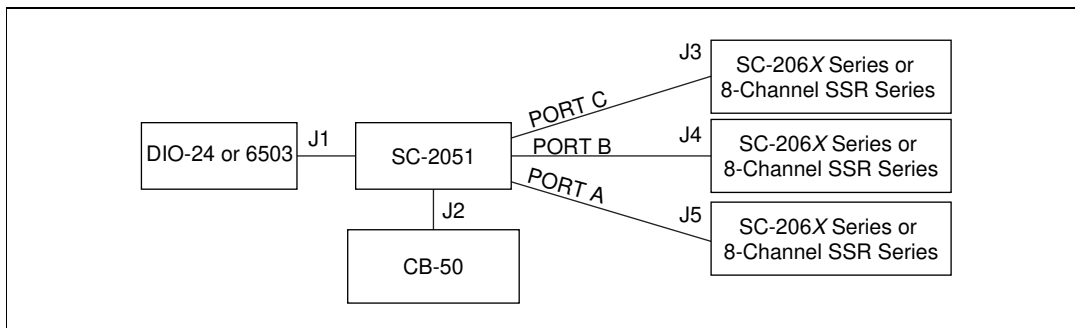 J3
SC-206X Series or
8-Channel SSR Series
PORT C
DIO-24 or 6503
J1
SC-2051
PORT B
J4
SC-206X Series or
8-Channel SSR Series
PORT A
J2
J5
SC-206X Series or
8-Channel SSR Series
CB-50